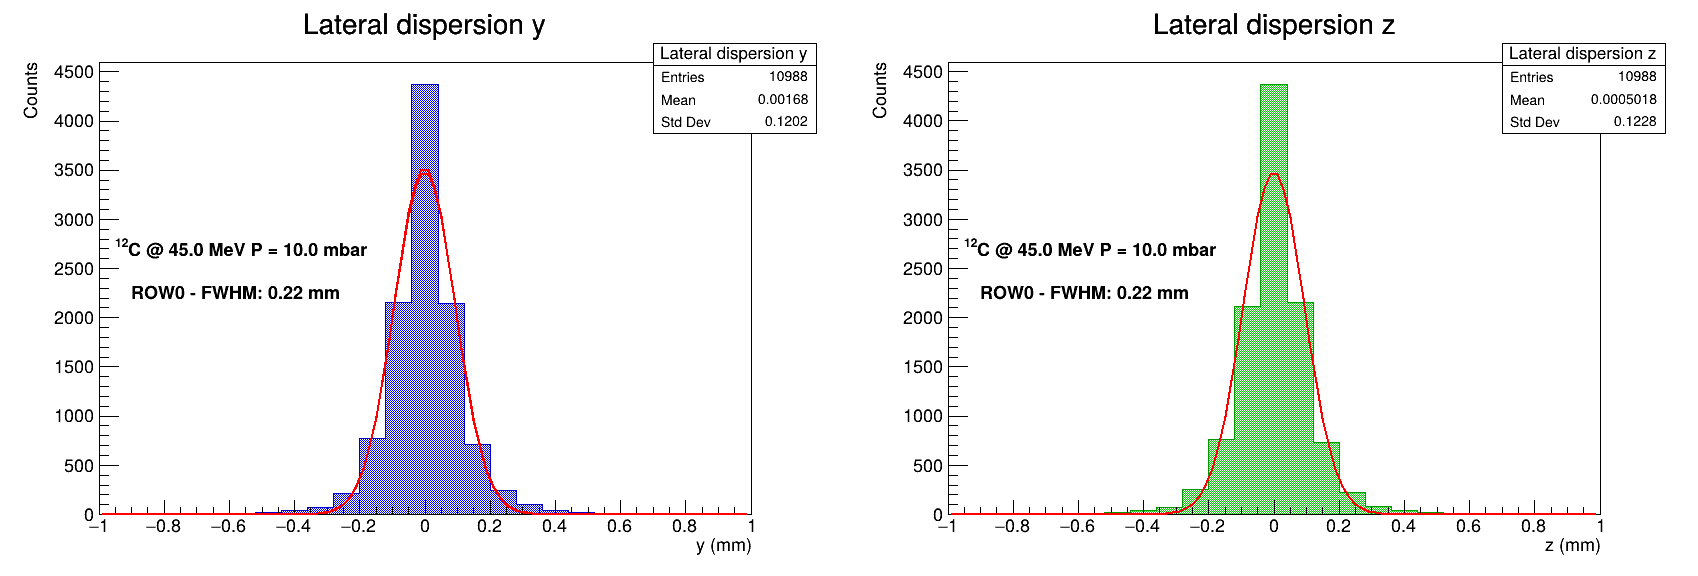 Lateral dispersion y
Lateral dispersion y
Entries 10988
Mean 0.00168
Std Dev 0.1202
Counts
4500
4000
3500
3000
2500
2000
1500
1000
500
0
¹²C @ 45.0 MeV P = 10.0 mbar
ROW0 - FWHM: 0.22 mm
−1 −0.8 −0.6 −0.4 −0.2 0 0.2 0.4 0.6 0.8 1
y (mm)
Lateral dispersion z
Lateral dispersion z
Entries 10988
Mean 0.0005018
Std Dev 0.1228
Counts
4500
4000
3500
3000
2500
2000
1500
1000
500
0
¹²C @ 45.0 MeV P = 10.0 mbar
ROW0 - FWHM: 0.22 mm
−1 −0.8 −0.6 −0.4 −0.2 0 0.2 0.4 0.6 0.8 1
z (mm)